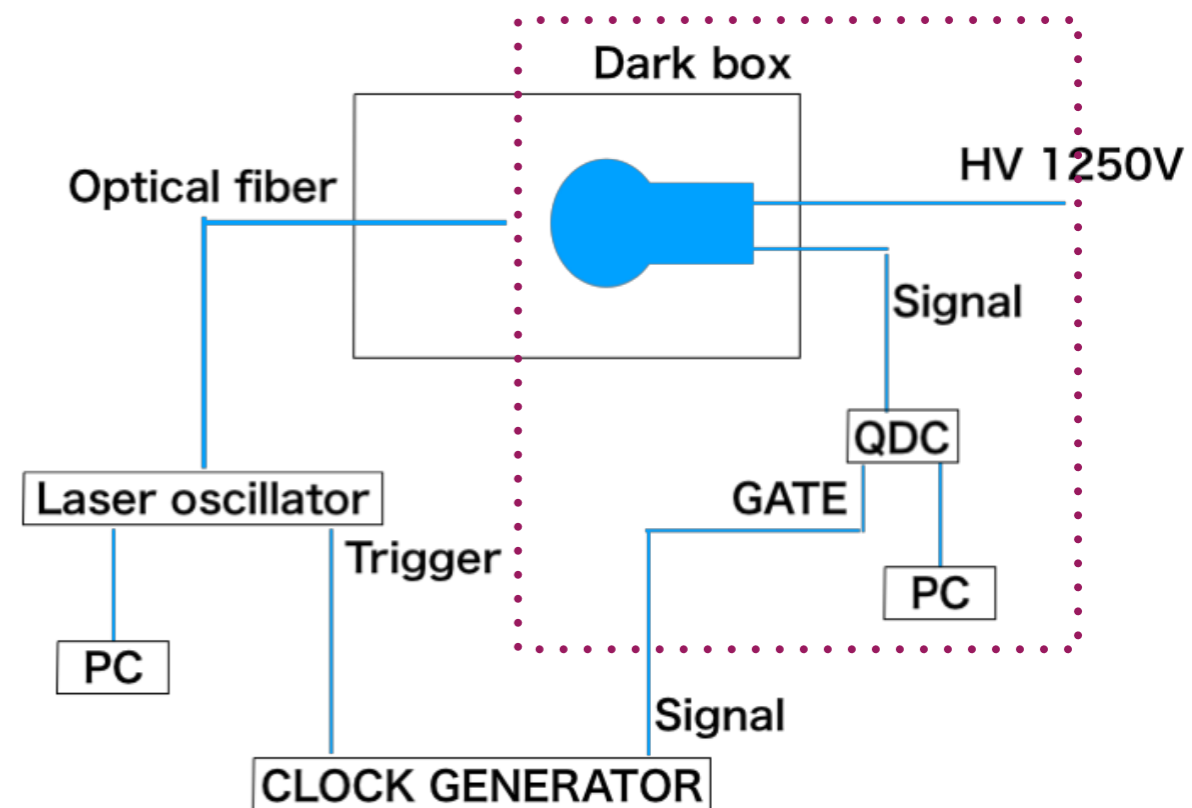 Dark box
HV 1250V
Optical fiber
Signal
QDC
GATE
Laser oscillator
Trigger
PC
PC
Signal
CLOCK GENERATOR